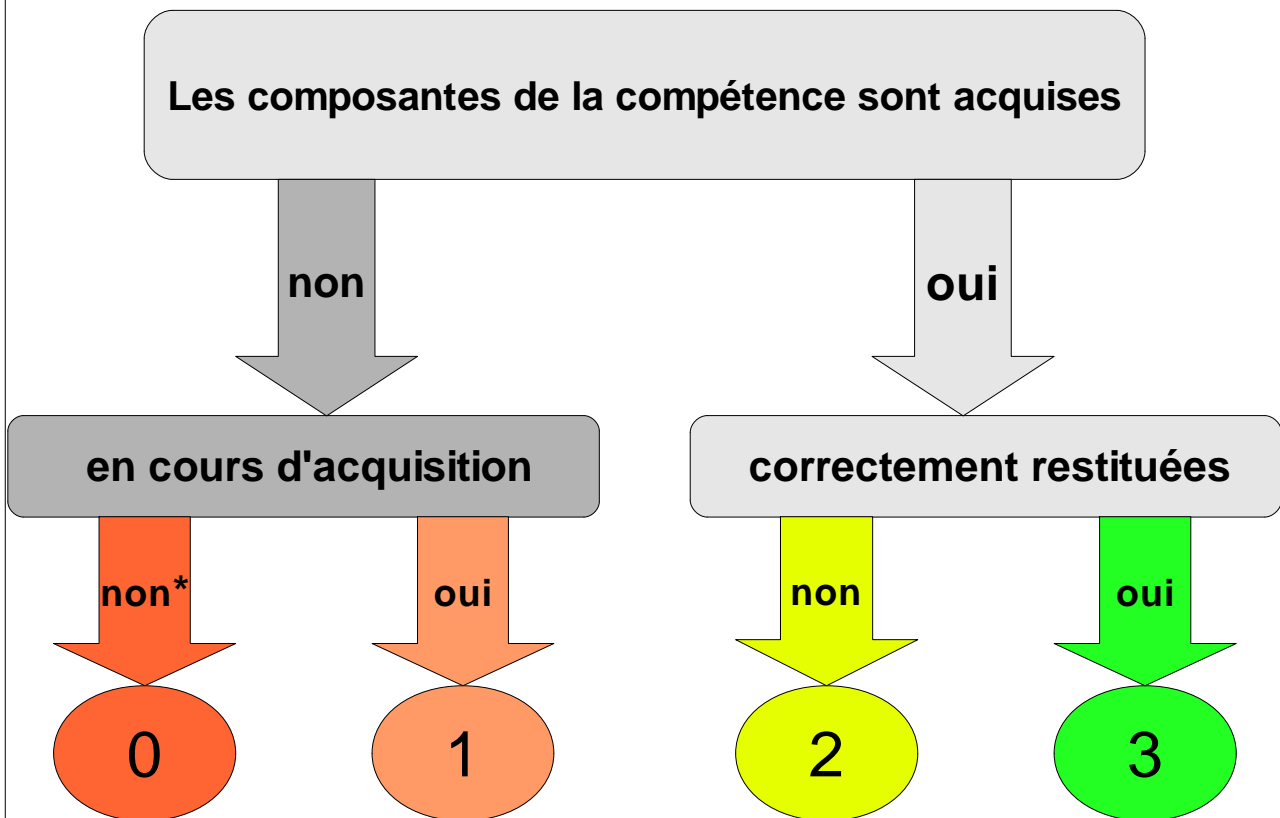 Les composantes de la compétence sont acquises
non
oui
en cours d'acquisition
correctement restituées
non*
oui
non
oui
0
1
2
3